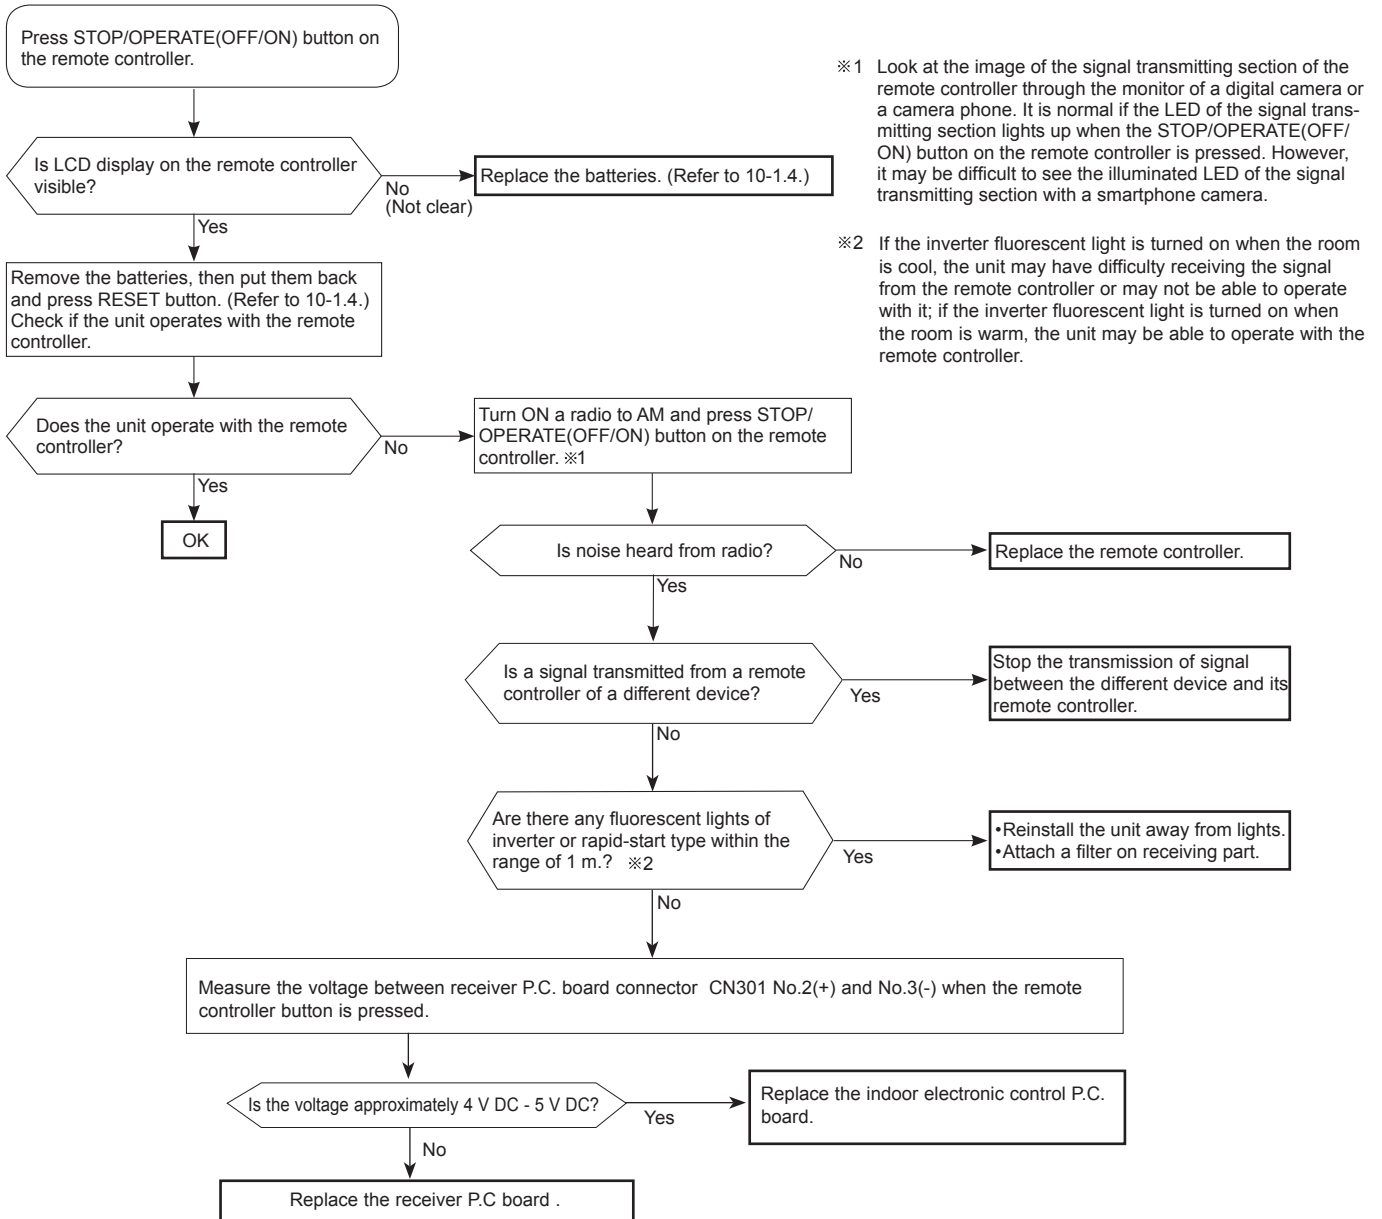 Press STOP/OPERATE(OFF/ON) button on
the remote controller.
Is LCD display on the remote controller
visible?
No
(Not clear)
Replace the batteries. (Refer to 10-1.4.)
Yes
Remove the batteries, then put them back
and press RESET button. (Refer to 10-1.4.)
Check if the unit operates with the remote
controller.
Does the unit operate with the remote
controller?
No
Yes
OK
Turn ON a radio to AM and press STOP/
OPERATE(OFF/ON) button on the remote
controller. ※1
Is noise heard from radio?
No
Replace the remote controller.
Yes
Is a signal transmitted from a remote
controller of a different device?
Yes
Stop the transmission of signal
between the different device and its
remote controller.
No
Are there any fluorescent lights of
inverter or rapid-start type within the
range of 1 m.? ※2
Yes
•Reinstall the unit away from lights.
•Attach a filter on receiving part.
No
Measure the voltage between receiver P.C. board connector CN301 No.2(+) and No.3(-) when the remote
controller button is pressed.
Is the voltage approximately 4 V DC - 5 V DC?
Yes
Replace the indoor electronic control P.C.
board.
No
Replace the receiver P.C board .
※1 Look at the image of the signal transmitting section of the
remote controller through the monitor of a digital camera or
a camera phone. It is normal if the LED of the signal trans-
mitting section lights up when the STOP/OPERATE(OFF/
ON) button on the remote controller is pressed. However,
it may be difficult to see the illuminated LED of the signal
transmitting section with a smartphone camera.
※2 If the inverter fluorescent light is turned on when the room
is cool, the unit may have difficulty receiving the signal
from the remote controller or may not be able to operate
with it; if the inverter fluorescent light is turned on when
the room is warm, the unit may be able to operate with the
remote controller.